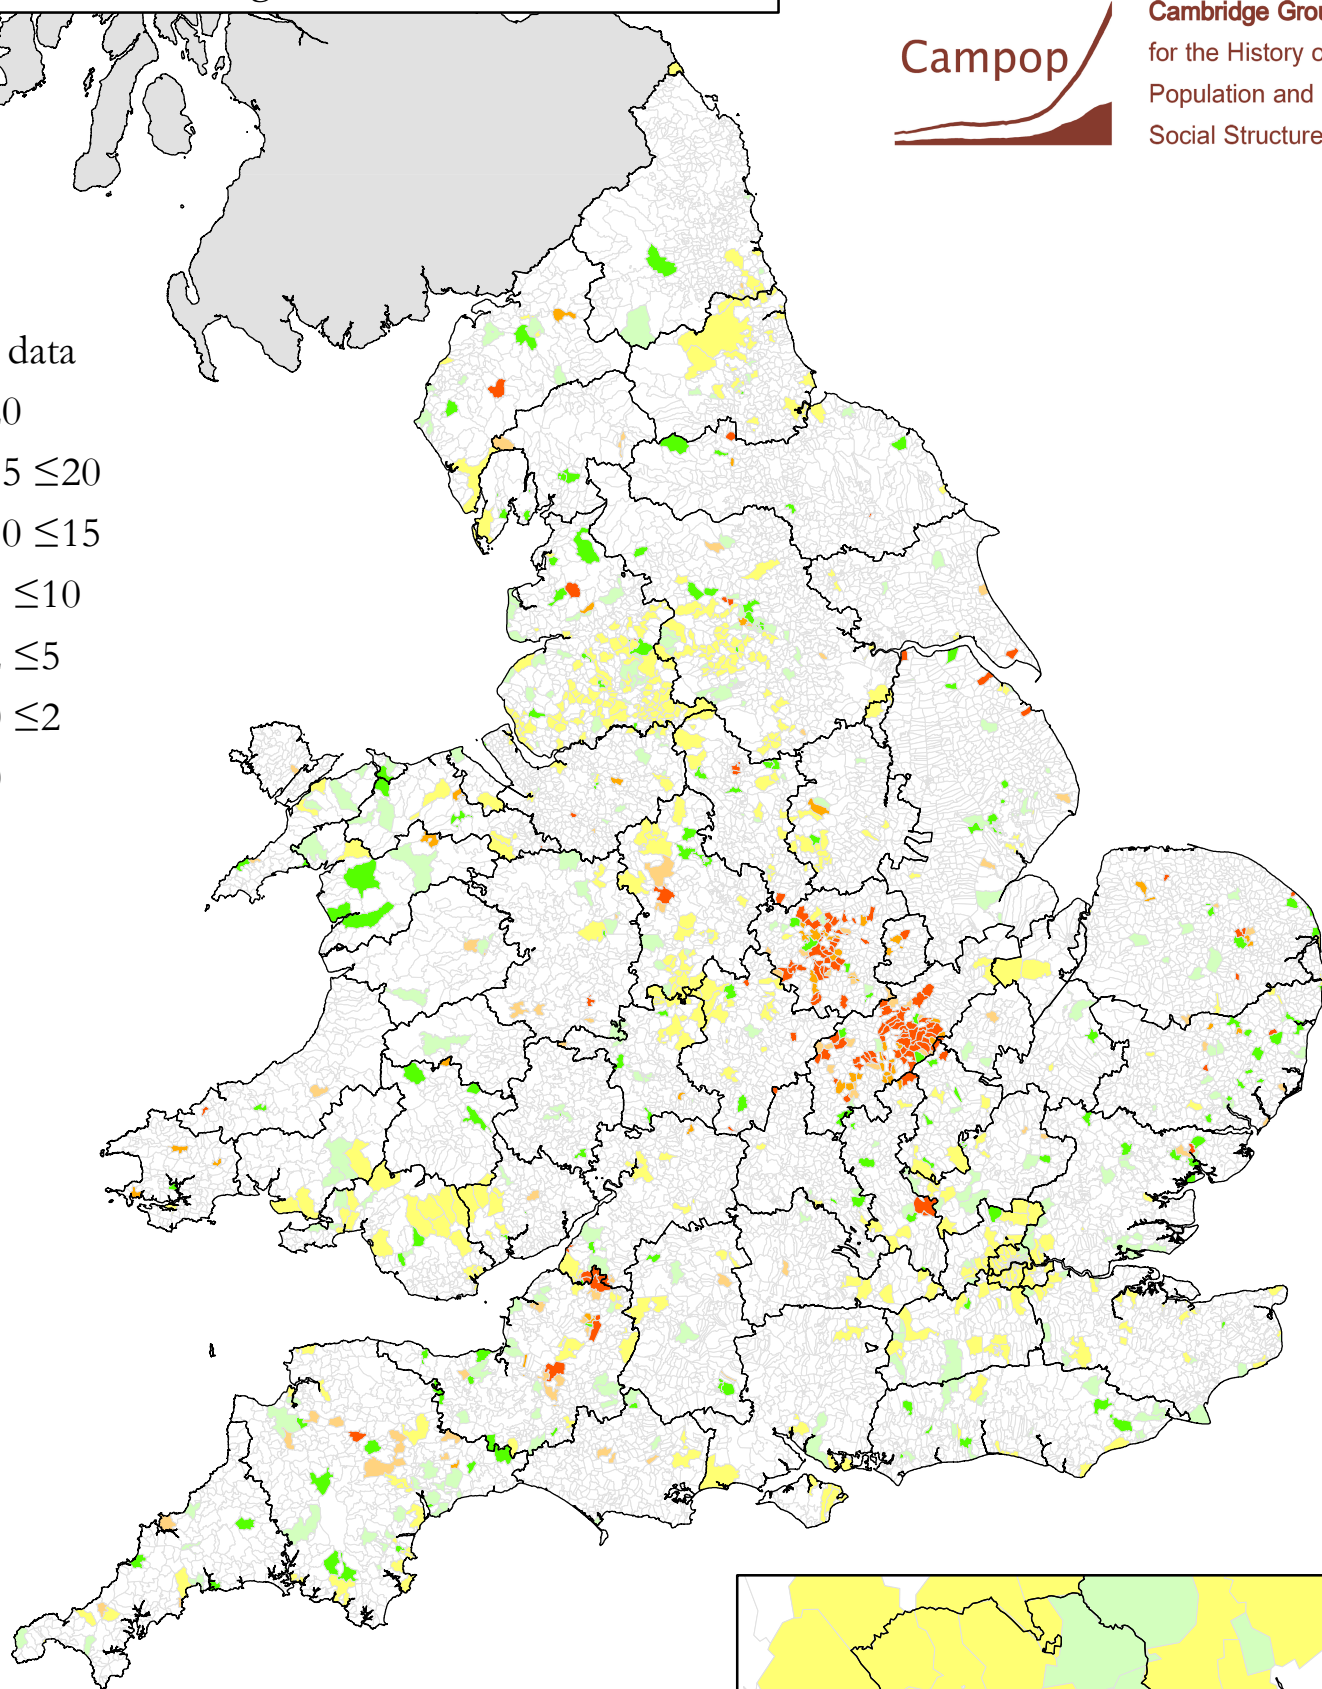 Campop
Cambridge Grou
for the History o
Population and
Social Structure
data
0
5 ≤20
0 ≤15
≤10
≤5
≤2